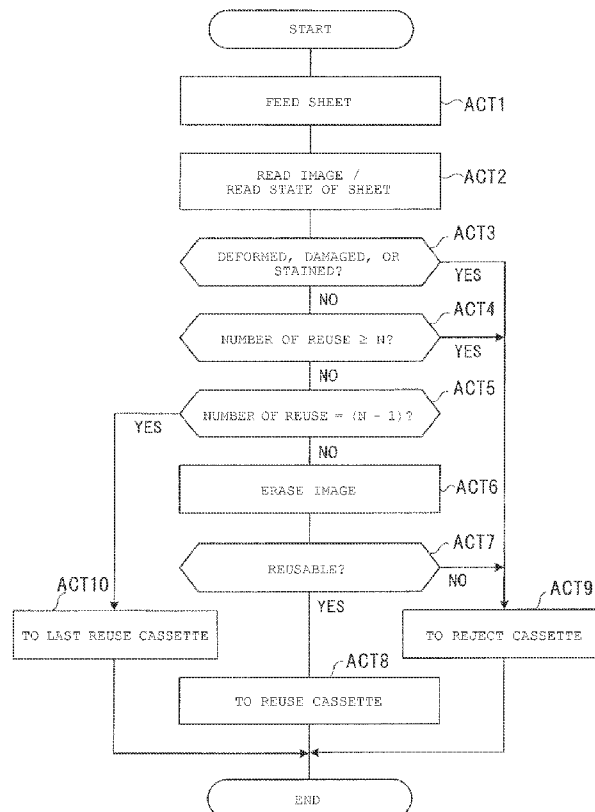 START
FEED SHEET
ACT1
READ IMAGE /
READ STATE OF SHEET
ACT2
DEFORMED, DAMAGED, OR
STAINED?
ACT3
YES
NO
NUMBER OF REUSE ≥ N?
ACT4
YES
NO
NUMBER OF REUSE = (N - 1)?
ACT5
YES
NO
ERASE IMAGE
ACT6
REUSABLE?
ACT7
NO
YES
ACT10
TO LAST REUSE CASSETTE
ACT9
TO REJECT CASSETTE
ACT8
TO REUSE CASSETTE
END